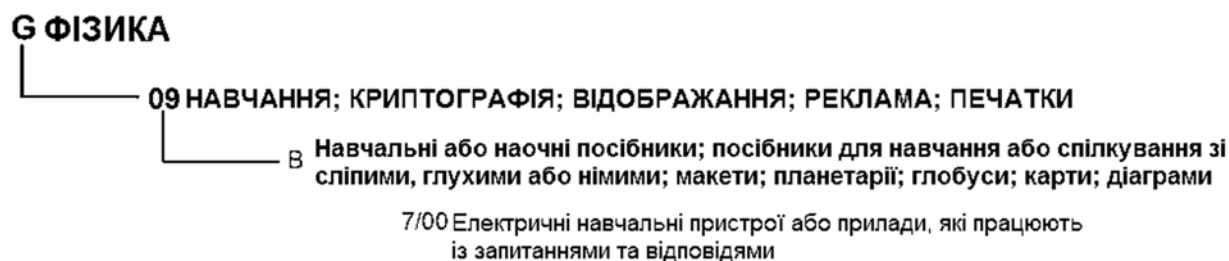 G ФІЗИКА
09 НАВЧАННЯ; КРИПТОГРАФІЯ; ВІДОБРАЖАННЯ; РЕКЛАМА; ПЕЧАТКИ
B Навчальні або наочні посібники; посібники для навчання або спілкування зі
сліпими, глухими або німими; макети; планетарії; глобуси; карти; діаграми
7/00 Електричні навчальні пристрої або прилади, які працюють
із запитаннями та відповідями